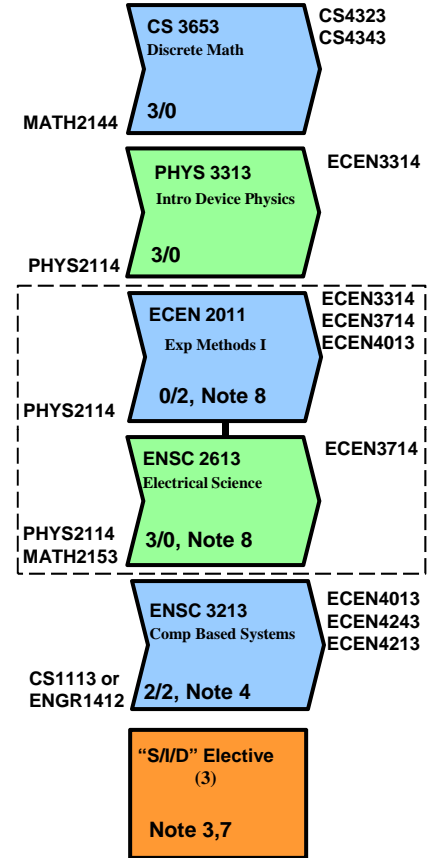 CS 3653
Discrete Math
3/0
CS4323
CS4343
MATH2144
PHYS 3313
Intro Device Physics
3/0
ECEN3314
PHYS2114
ECEN 2011
Exp Methods I
0/2, Note 8
ECEN3314
ECEN3714
ECEN4013
PHYS2114
ENSC 2613
Electrical Science
3/0, Note 8
ECEN3714
PHYS2114
MATH2153
ENSC 3213
Comp Based Systems
2/2, Note 4
ECEN4013
ECEN4243
ECEN4213
CS1113 or
ENGR1412
“S/I/D” Elective
(3)
Note 3,7